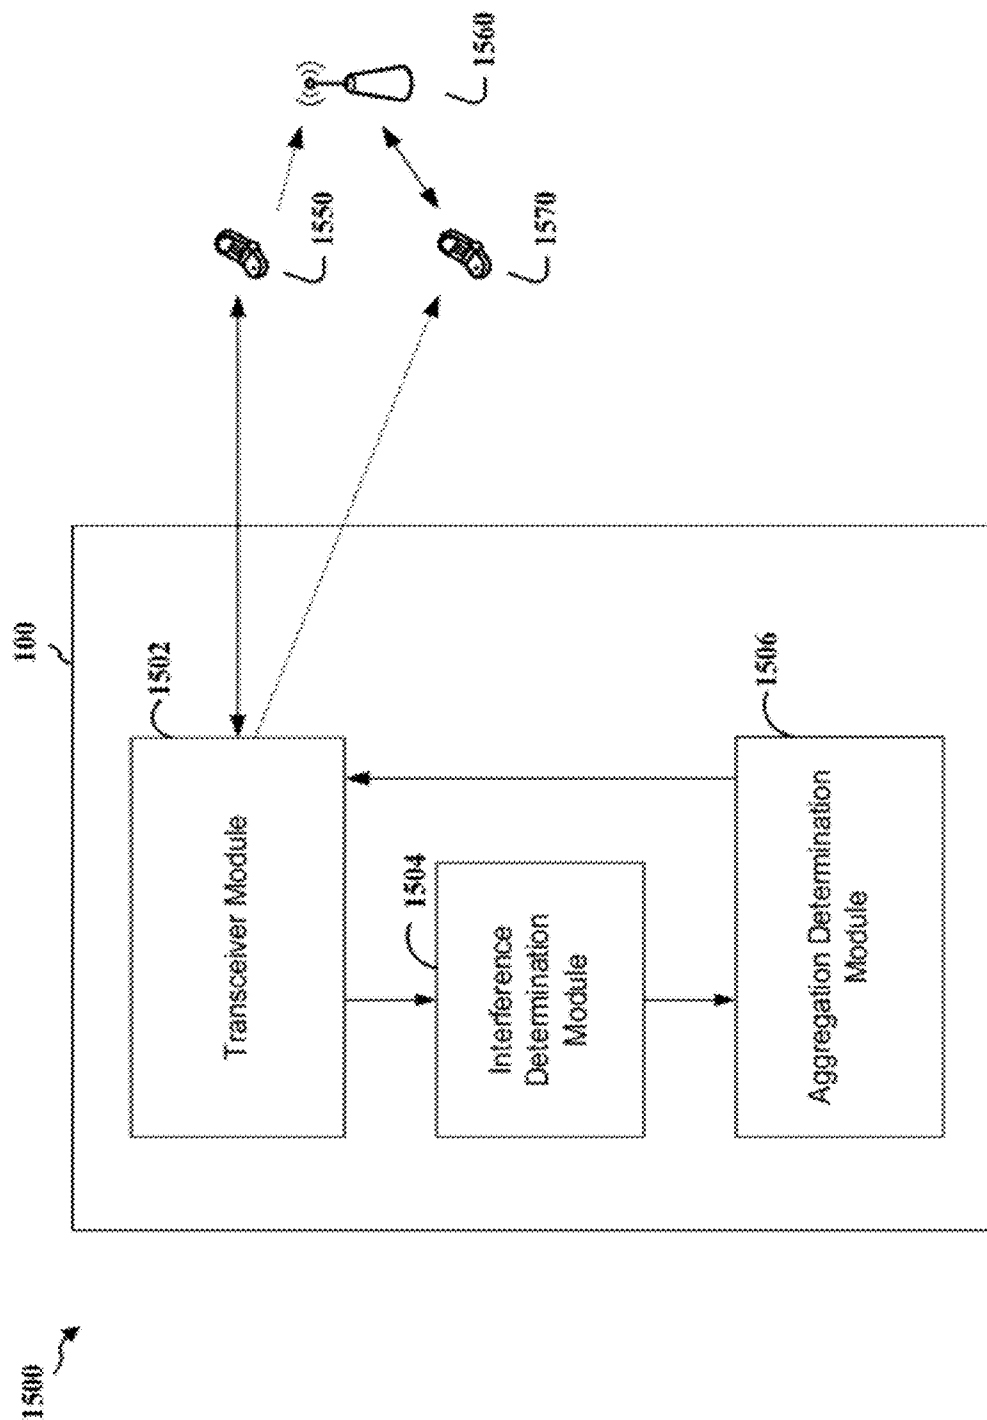 1500
100
1502
Transceiver Module
1504
Interference
Determination
Module
1506
Aggregation Determination
Module
1550
1570
1560